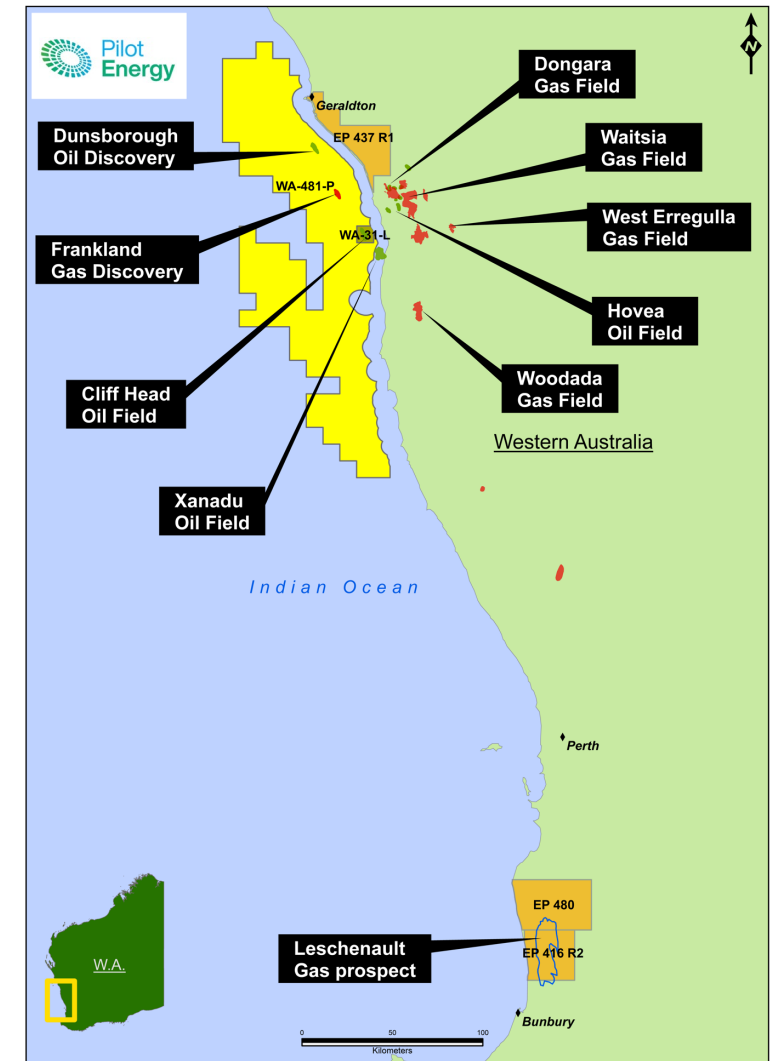 Pilot
Energy
N
Dongara
Gas Field
Geraldton
Dunsborough
Oil Discovery
EP 437 R1
Waitsia
Gas Field
WA-481-P
West Erregulla
Gas Field
Frankland
Gas Discovery
WA-31-L
Hovea
Oil Field
Woodada
Gas Field
Cliff Head
Oil Field
Western Australia
Xanadu
Oil Field
Indian Ocean
Perth
EP 480
Leschenault
Gas prospect
EP 416 R2
W.A.
Bunbury
0 50 100
Kilometers